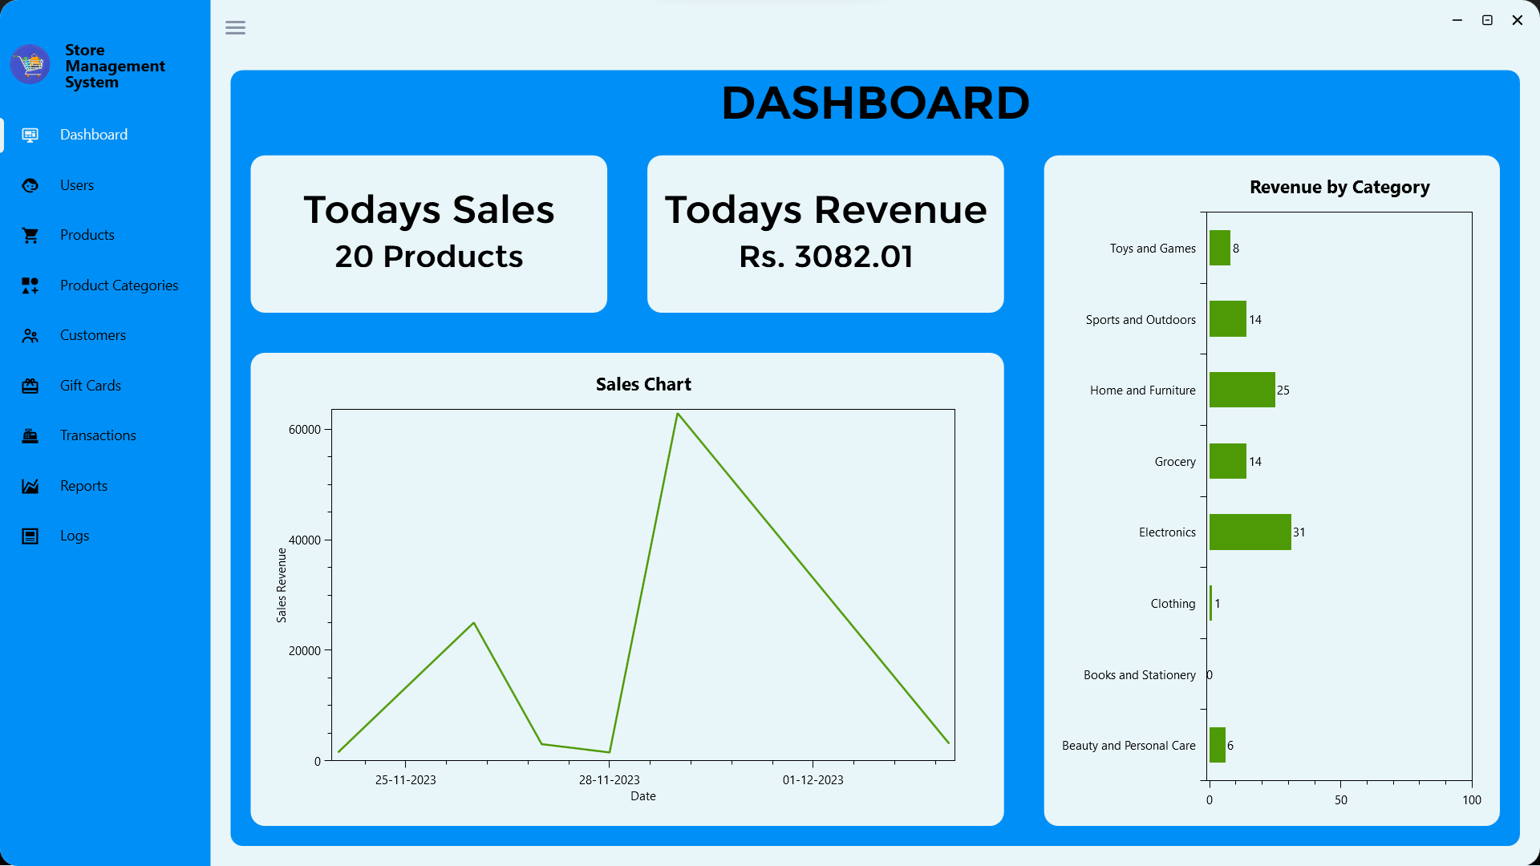 Store
Management
System
Dashboard
Users
Products
Product Categories
Customers
Gift Cards
Transactions
Reports
Logs
DASHBOARD
Todays Sales
20 Products
Todays Revenue
Rs. 3082.01
Sales Chart
60000
40000
20000
0
Sales Revenue
25-11-2023 28-11-2023 01-12-2023
Date
Revenue by Category
Toys and Games 8
Sports and Outdoors 14
Home and Furniture 25
Grocery 14
Electronics 31
Clothing 1
Books and Stationery 0
Beauty and Personal Care 6
0 50 100